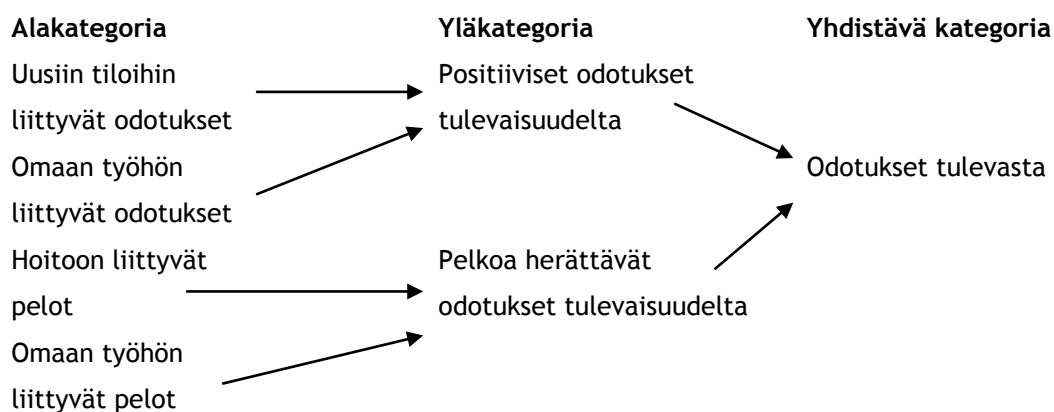 Alakategoria Yläkategoria Yhdistävä kategoria
Uusiin tiloihin Positiiviset odotukset
liittyvät odotukset tulevaisuudelta
Omaan työhön Odotukset tulevasta
liittyvät odotukset
Hoitoon liittyvät Pelkoa herättävät
pelot odotukset tulevaisuudelta
Omaan työhön
liittyvät pelot